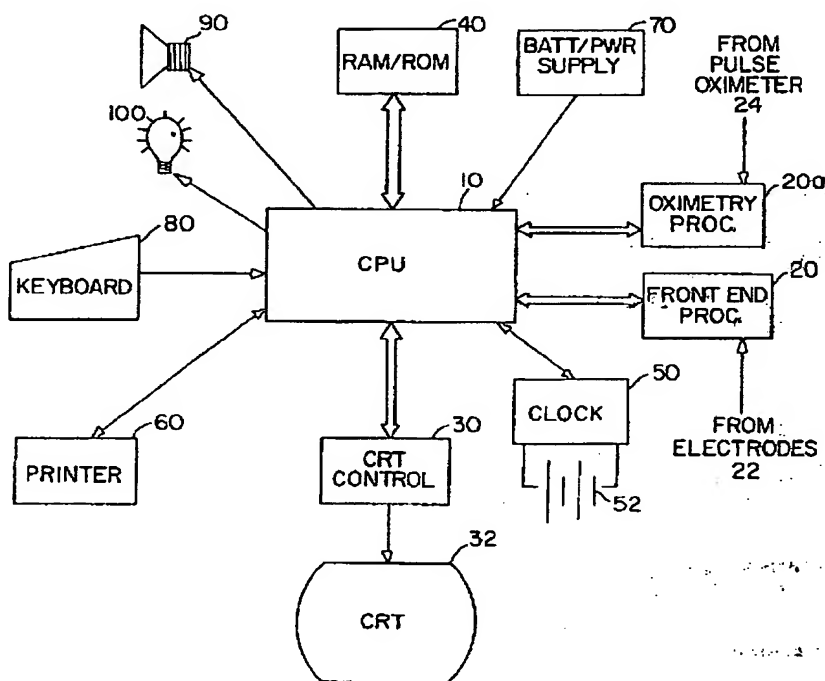 90
40
RAM/ROM
70
BATT/PWR
SUPPLY
FROM
PULSE
OXIMETER
24
100
10
CPU
20a
OXIMETRY
PROC.
80
KEYBOARD
20
FRONT END
PROC.
60
PRINTER
30
CRT
CONTROL
50
CLOCK
52
FROM
ELECTRODES
22
32
CRT